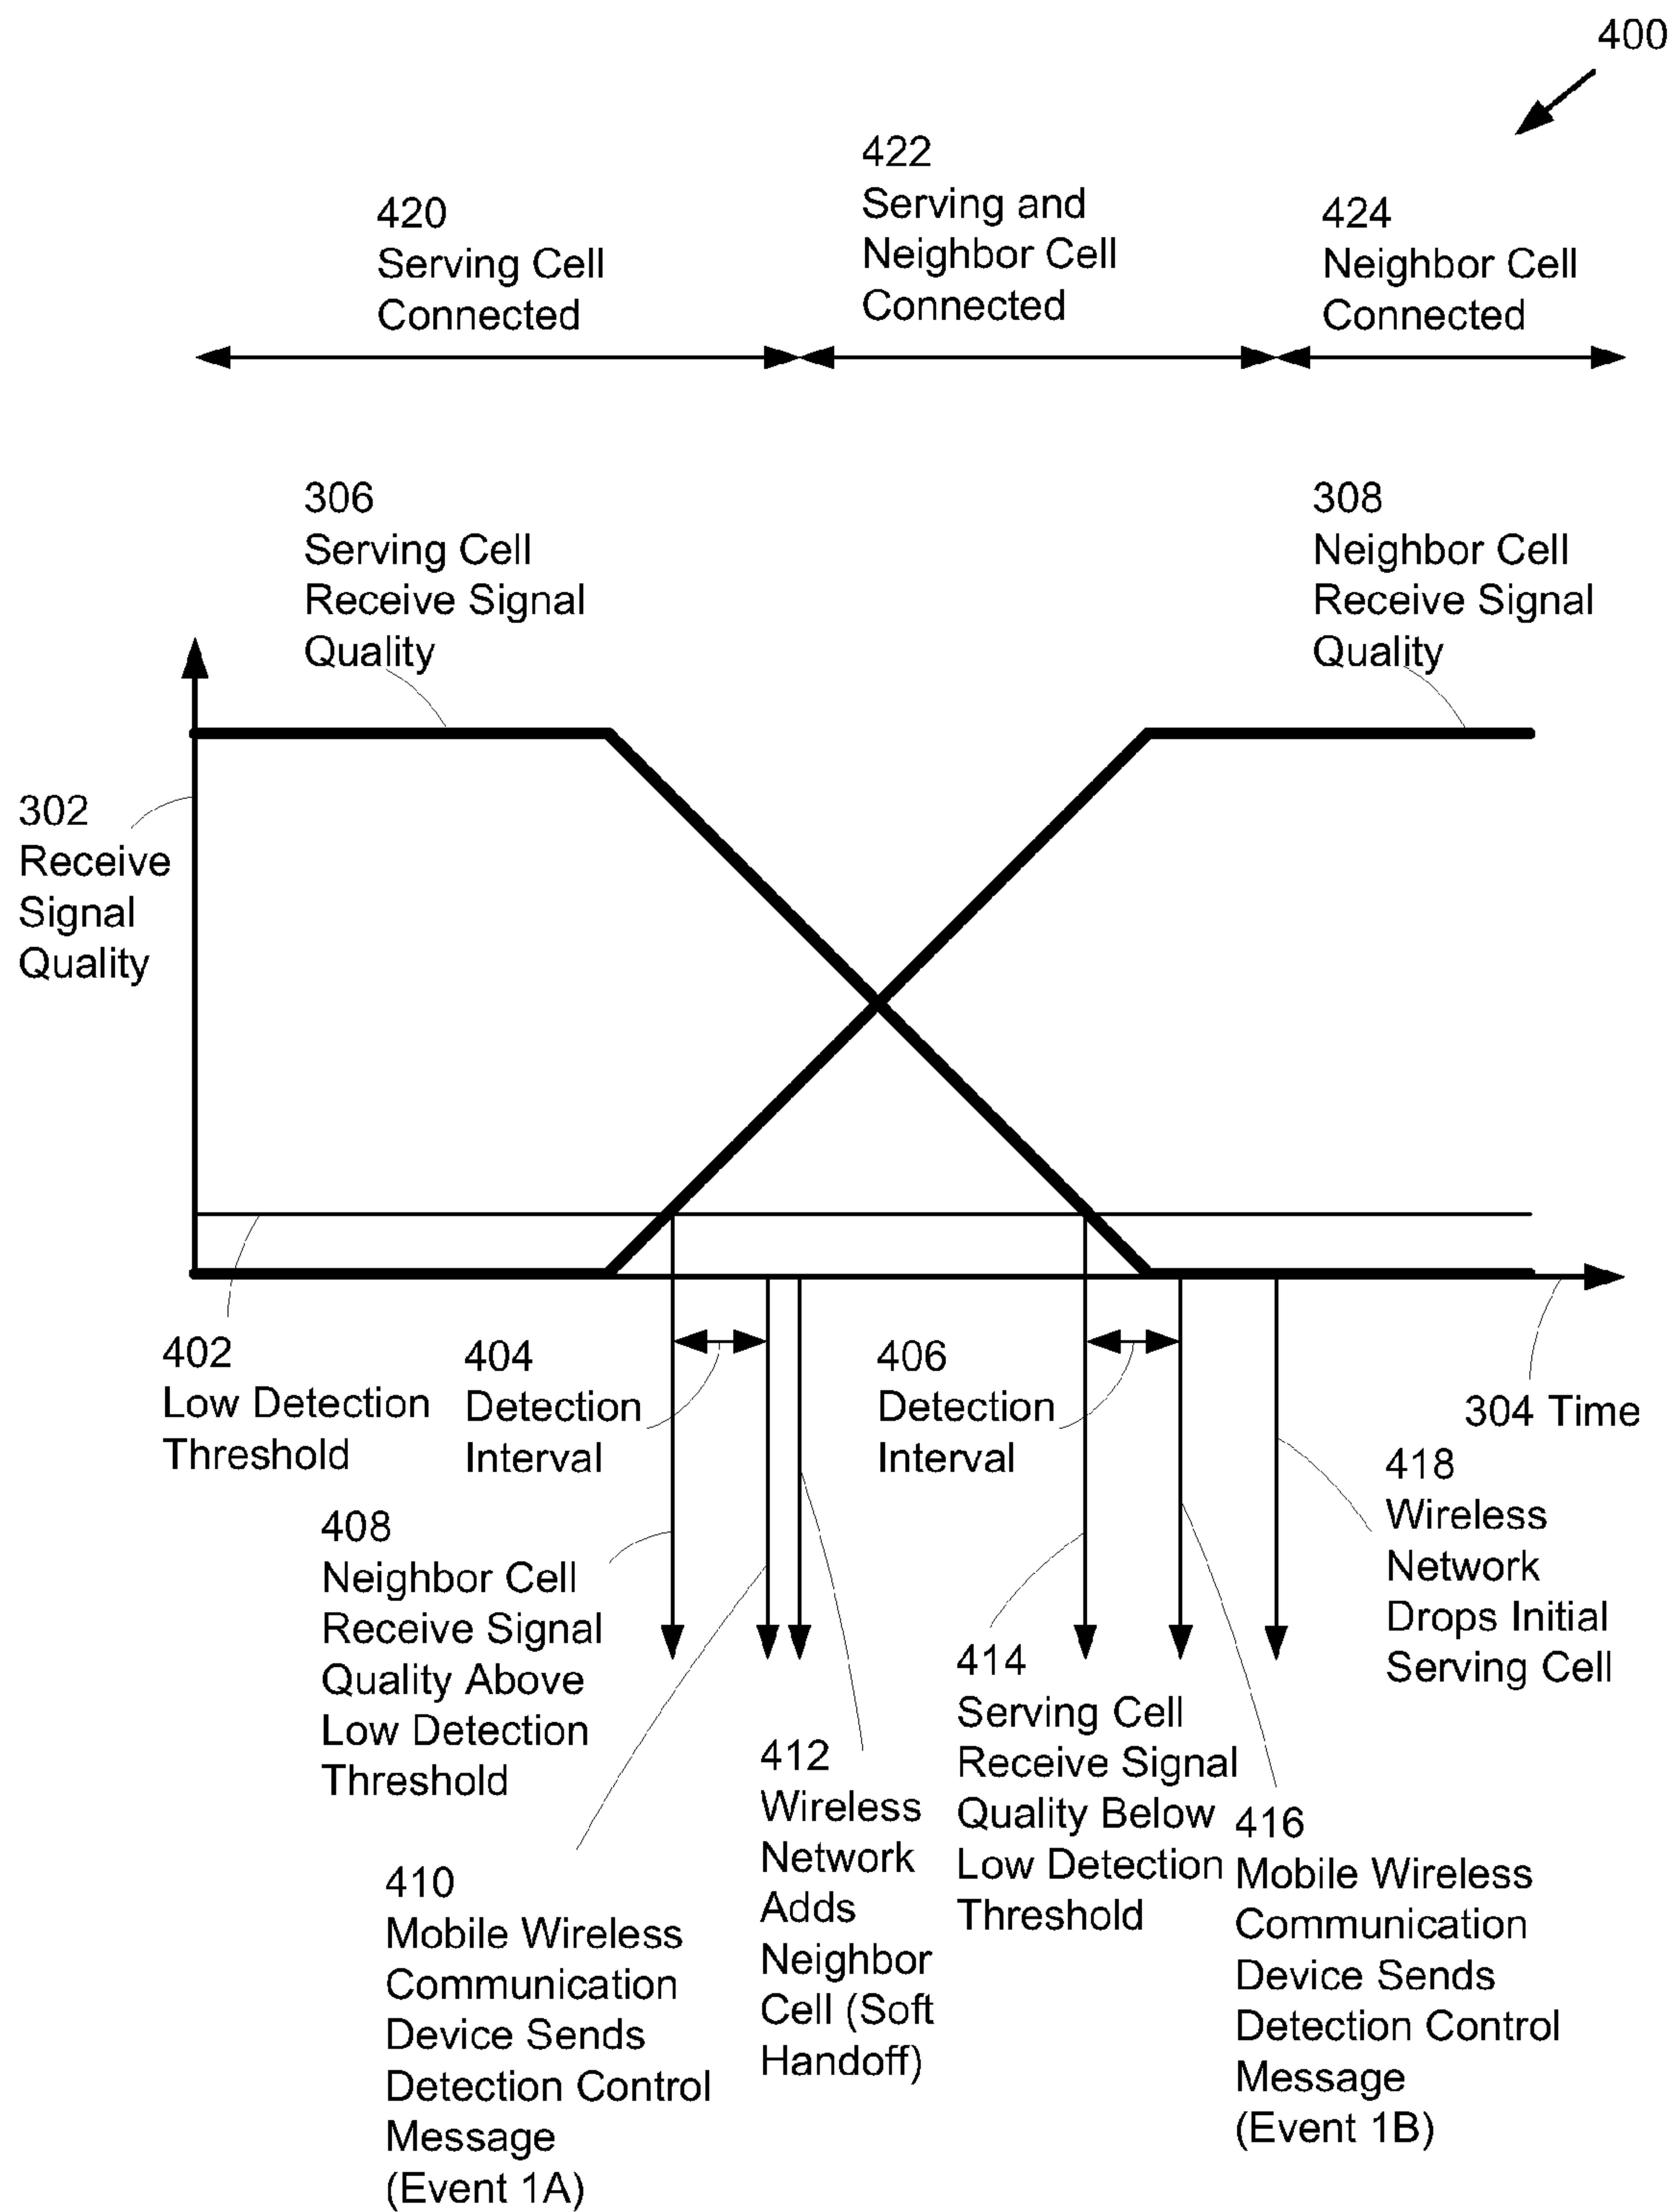 400
422
Serving and
Neighbor Cell
Connected
420
Serving Cell
Connected
424
Neighbor Cell
Connected
306
Serving Cell
Receive Signal
Quality
308
Neighbor Cell
Receive Signal
Quality
302
Receive
Signal
Quality
402
Low Detection
Threshold
404
Detection
Interval
406
Detection
Interval
304 Time
408
Neighbor Cell
Receive Signal
Quality Above
Low Detection
Threshold
418
Wireless
Network
Drops Initial
Serving Cell
410
Mobile Wireless
Communication
Device Sends
Detection Control
Message
(Event 1A)
412
Wireless
Network
Adds
Neighbor
Cell (Soft
Handoff)
414
Serving Cell
Receive Signal
Quality Below
Low Detection
Threshold
416
Mobile Wireless
Communication
Device Sends
Detection Control
Message
(Event 1B)